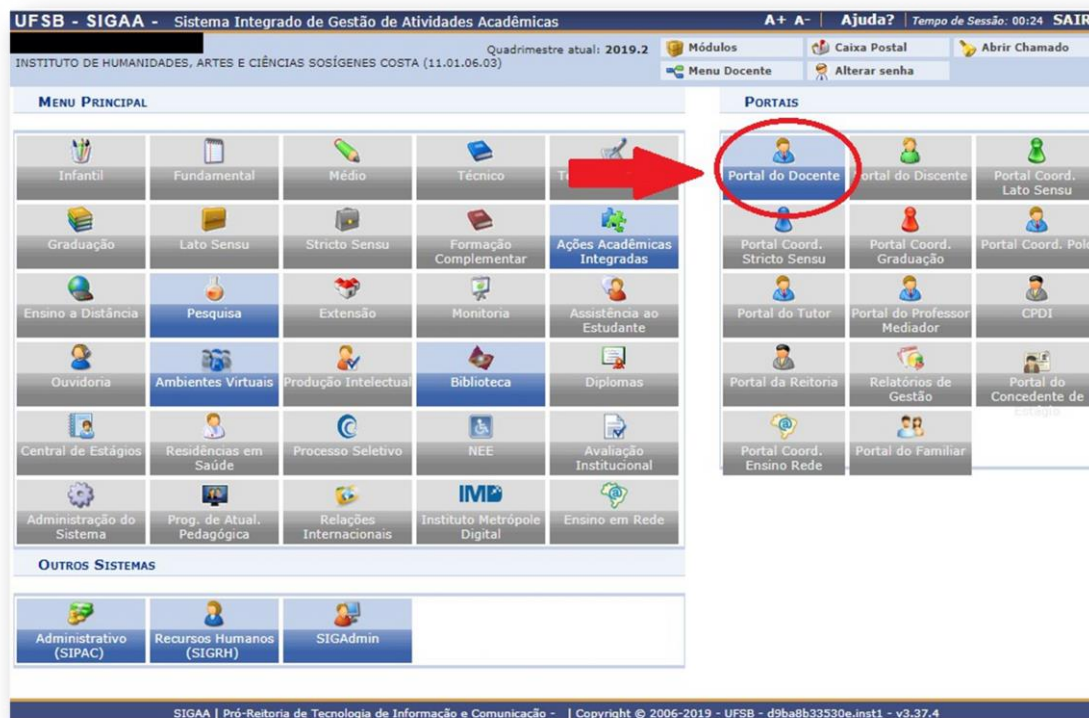 UFSB - SIGAA - Sistema Integrado de Gestão de Atividades Acadêmicas
A+ A- | Ajuda? | Tempo de Sessão: 00:24 SAIR
Quadrimestre atual: 2019.2
INSTITUTO DE HUMANIDADES, ARTES E CIÊNCIAS SOSÍGENES COSTA (11.01.06.03)
Módulos
Caixa Postal
Abrir Chamado
Menu Docente
Alterar senha
MENU PRINCIPAL
Infantil
Fundamental
Médio
Técnico
Graduação
Lato Sensu
Stricto Sensu
Formação
Complementar
Ações Acadêmicas
Integradas
Ensino a Distância
Pesquisa
Extensão
Monitoria
Assistência ao
Estudante
Ouvidoria
Ambientes Virtuais
Produção Intelectual
Biblioteca
Diplomas
Central de Estágios
Residências em
Saúde
Processo Seletivo
NEE
Avaliação
Institucional
Administração do
Sistema
Prog. de Atual.
Pedagógica
Relações
Internacionais
IMD
Instituto Metrópole
Digital
Ensino em Rede
PORTAIS
Portal do Docente
Portal do Discente
Portal Coord.
Lato Sensu
Portal Coord.
Stricto Sensu
Portal Coord.
Graduação
Portal Coord. Polo
Portal do Tutor
Portal do Professor
Mediador
CPDI
Portal da Reitoria
Relatórios de
Gestão
Portal do
Concedente de
Estágio
Portal Coord.
Ensino Rede
Portal do Familiar
OUTROS SISTEMAS
Administrativo
(SIPAC)
Recursos Humanos
(SIGRH)
SIGAdmin
SIGAA | Pró-Reitoria de Tecnologia de Informação e Comunicação - | Copyright © 2006-2019 - UFSB - d9ba8b33530e.inst1 - v3.37.4